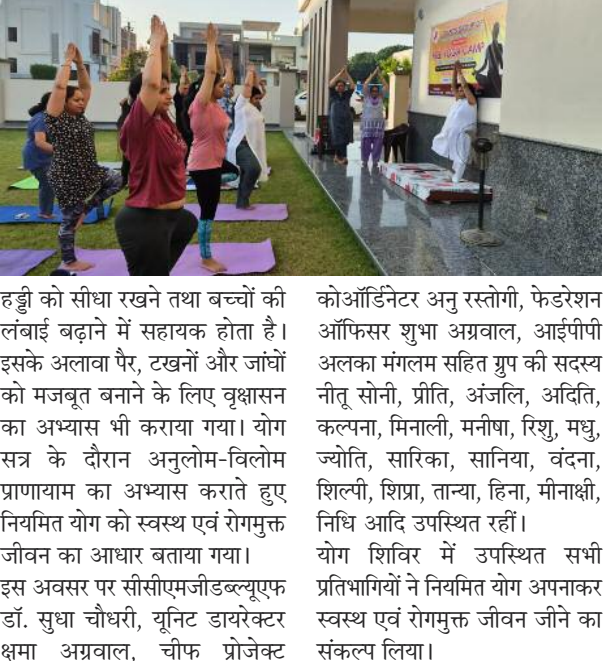 YOGA CAMP
हड्डी को सीधा रखने तथा बच्चों की
लंबाई बढ़ाने में सहायक होता है।
इसके अलावा पैर, टखनों और जांघों
को मजबूत बनाने के लिए वृक्षासन
का अभ्यास भी कराया गया। योग
सत्र के दौरान अनुलोम-विलोम
प्राणायाम का अभ्यास कराते हुए
नियमित योग को स्वस्थ एवं रोगमुक्त
जीवन का आधार बताया गया।
इस अवसर पर सीसीएमजीडब्ल्यूएफ
डॉ. सुधा चौधरी, यूनिट डायरेक्टर
क्षमा अग्रवाल, चीफ प्रोजेक्ट
कोऑर्डिनेटर अनु रस्तोगी, फेडरेशन
ऑफिसर शुभा अग्रवाल, आईपीपी
अलका मंगलम सहित ग्रुप की सदस्य
नीतू सोनी, प्रीति, अंजलि, अदिति,
कल्पना, मिनाली, मनीषा, रिशु, मधु,
ज्योति, सारिका, सानिया, वंदना,
शिल्पी, शिप्रा, तान्या, हिना, मीनाक्षी,
निधि आदि उपस्थित रहीं।
योग शिविर में उपस्थित सभी
प्रतिभागियों ने नियमित योग अपनाकर
स्वस्थ एवं रोगमुक्त जीवन जीने का
संकल्प लिया।